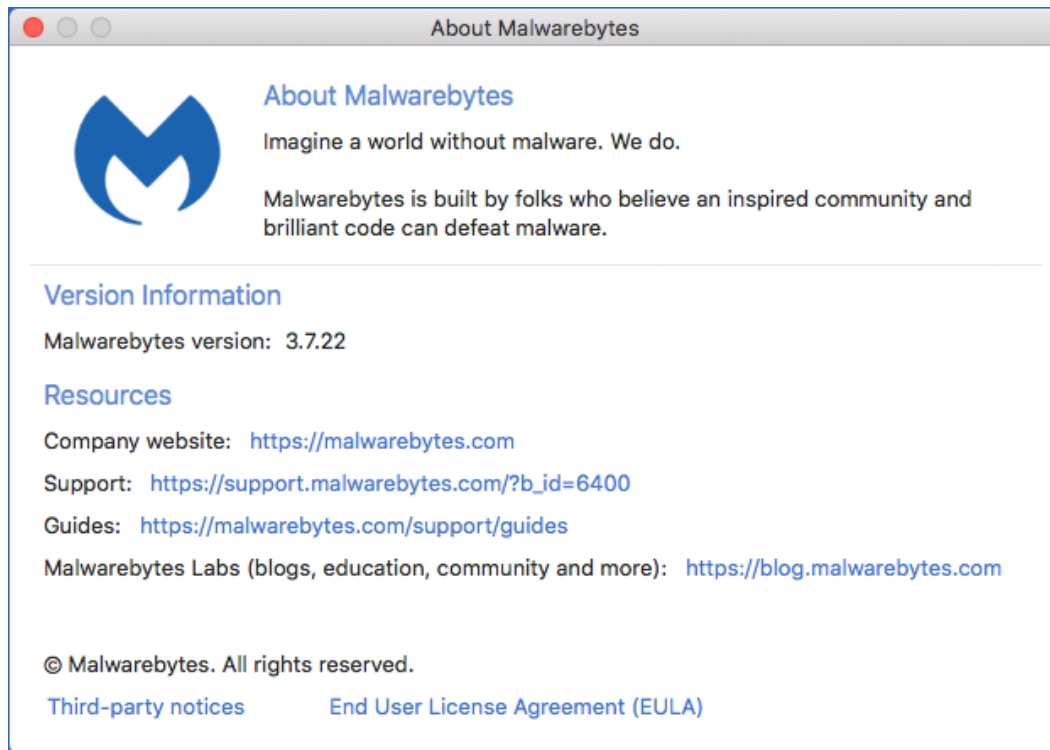 About Malwarebytes
About Malwarebytes
Imagine a world without malware. We do.
Malwarebytes is built by folks who believe an inspired community and
brilliant code can defeat malware.
Version Information
Malwarebytes version: 3.7.22
Resources
Company website: https://malwarebytes.com
Support: https://support.malwarebytes.com/?b_id=6400
Guides: https://malwarebytes.com/support/guides
Malwarebytes Labs (blogs, education, community and more): https://blog.malwarebytes.com
© Malwarebytes. All rights reserved.
Third-party notices End User License Agreement (EULA)